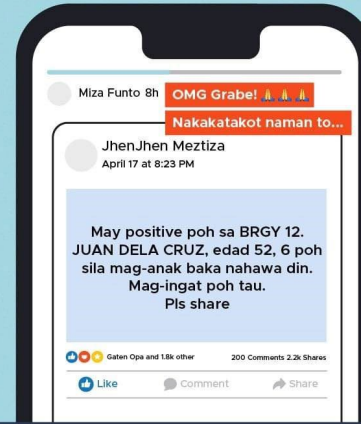 Miza Funto 8h
OMG Grabe! 🙏🙏🙏
Nakakatakot naman to...
JhenJhen Meztiza
April 17 at 8:23 PM
May positive poh sa BRGY 12.
JUAN DELA CRUZ, edad 52, 6 poh
sila mag-anak baka nahawa din.
Mag-ingat poh tau.
Pls share
Gaten Opa and 1.8k other
200 Comments 2.2k Shares
Like
Comment
Share